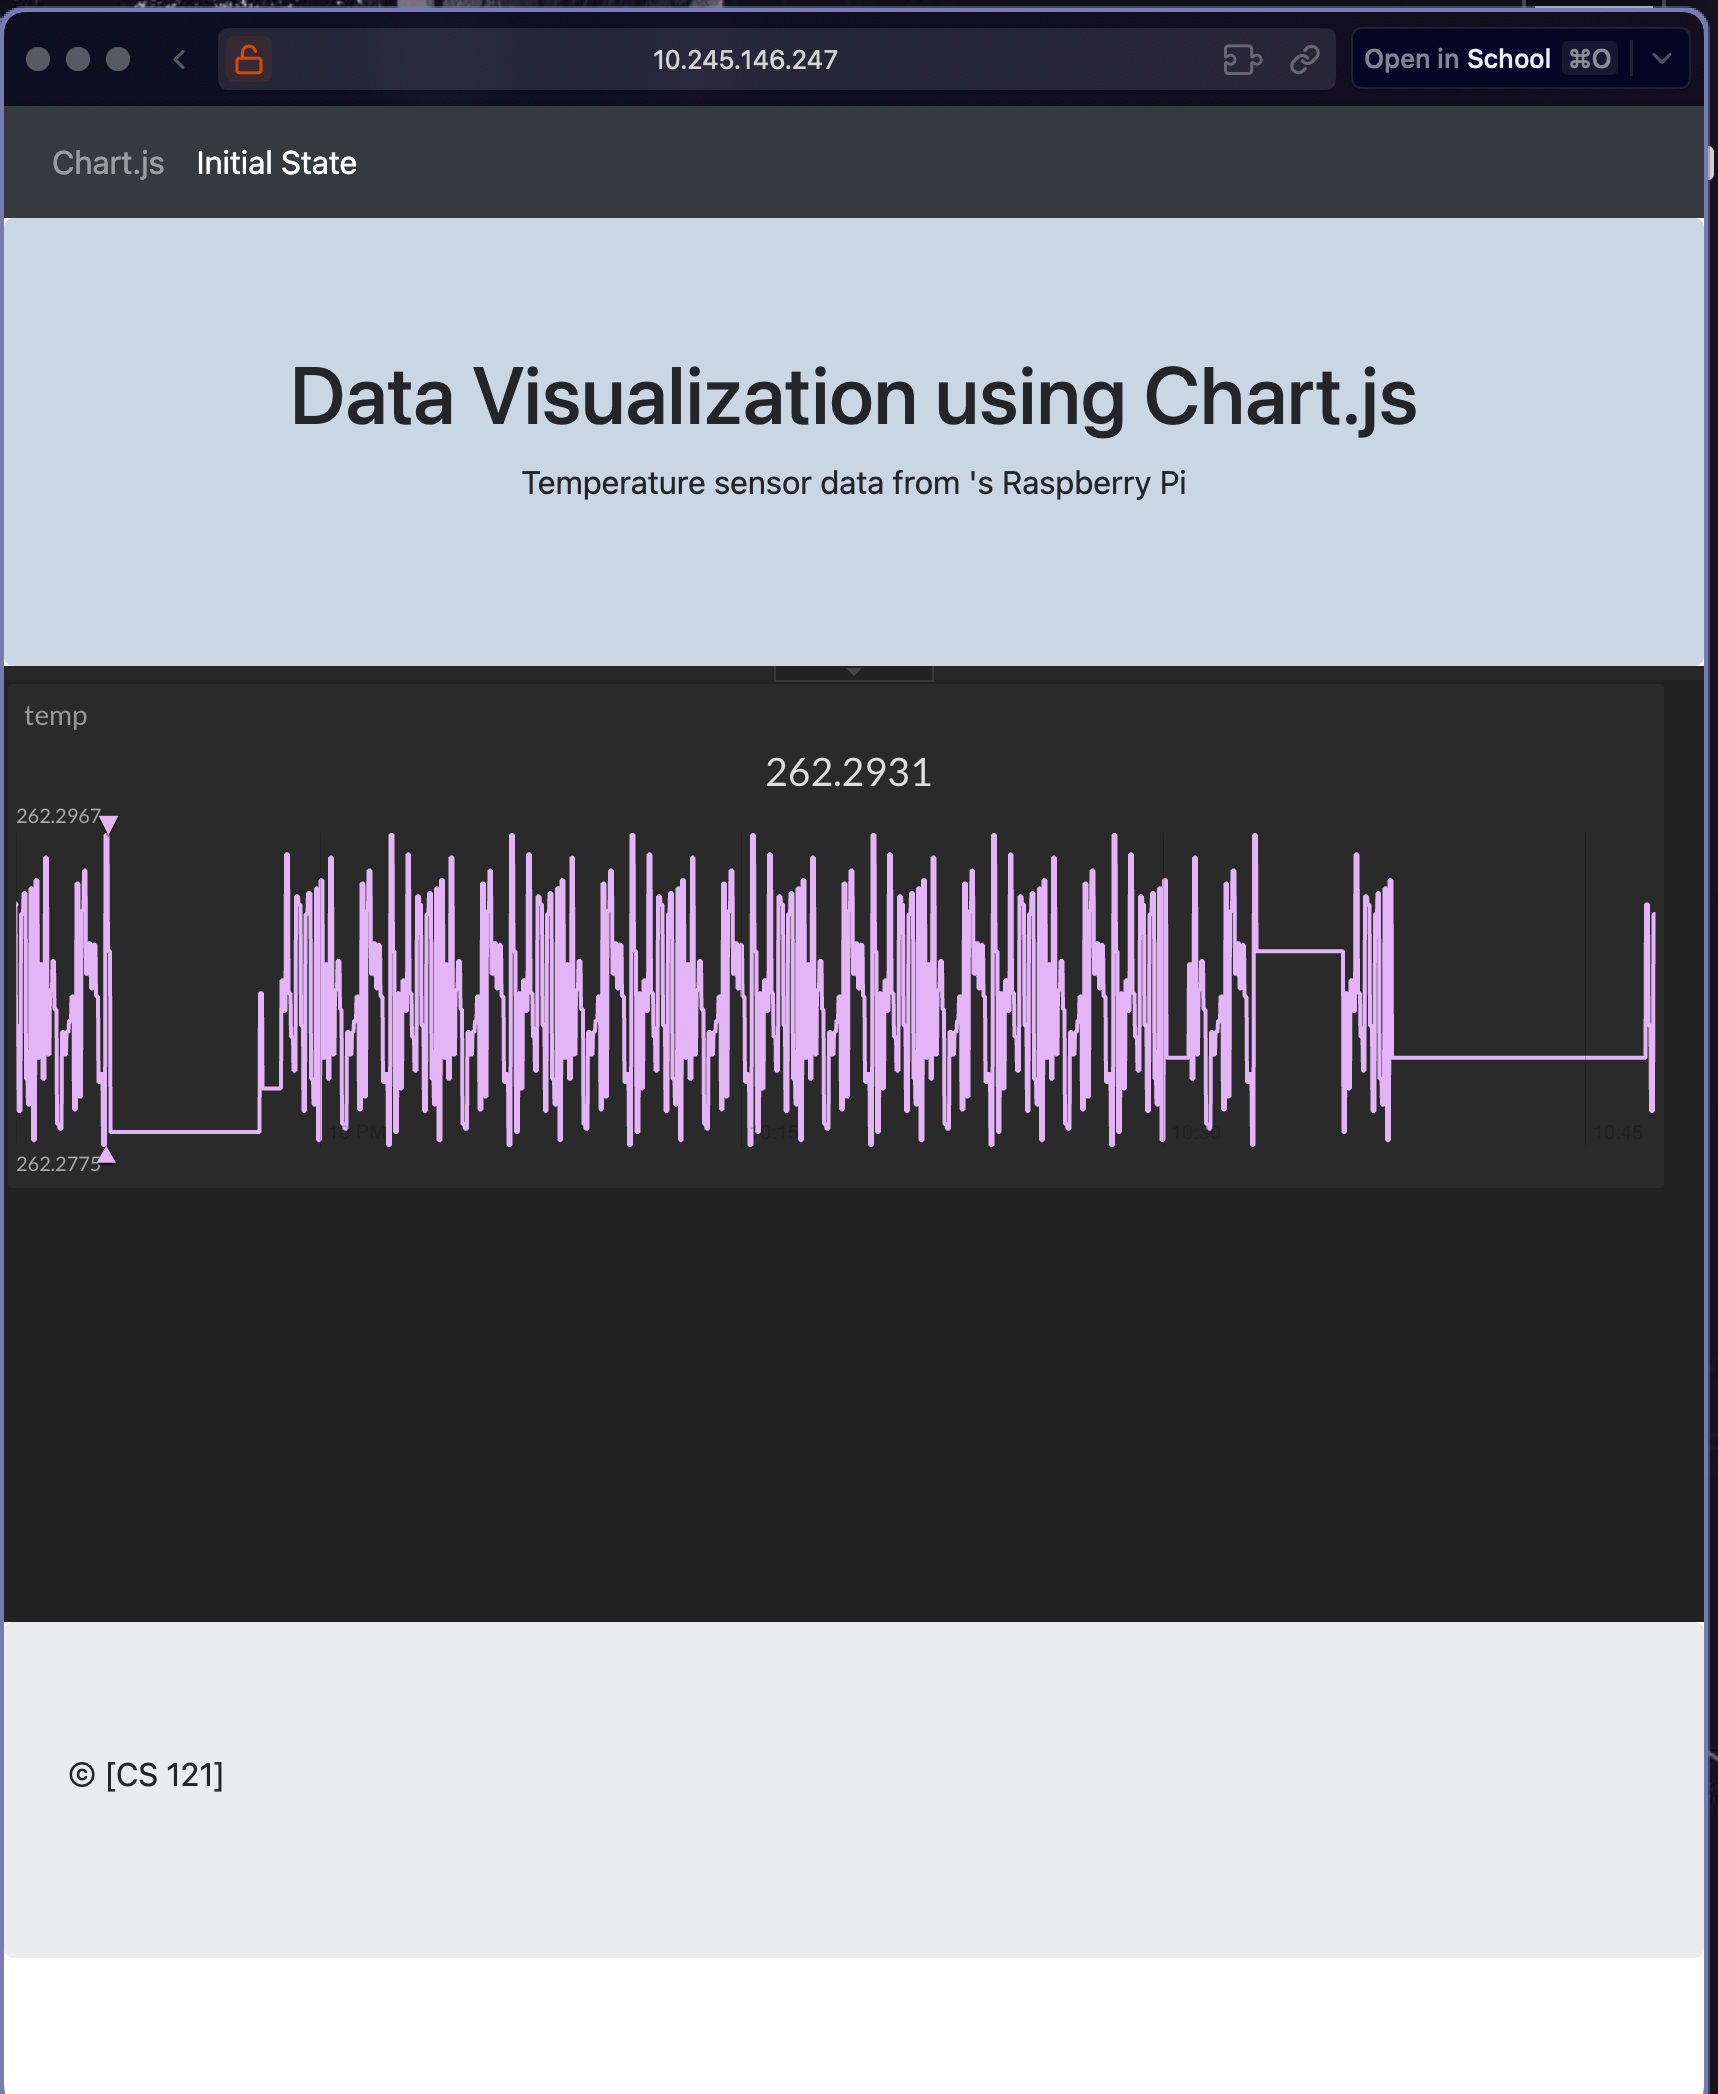 10.245.146.247
Open in School ⌘O
Chart.js Initial State
Data Visualization using Chart.js
Temperature sensor data from 's Raspberry Pi
temp
262.2931
262.2967
10 PM 10:15 10:30 10:45
262.2775
© [CS 121]